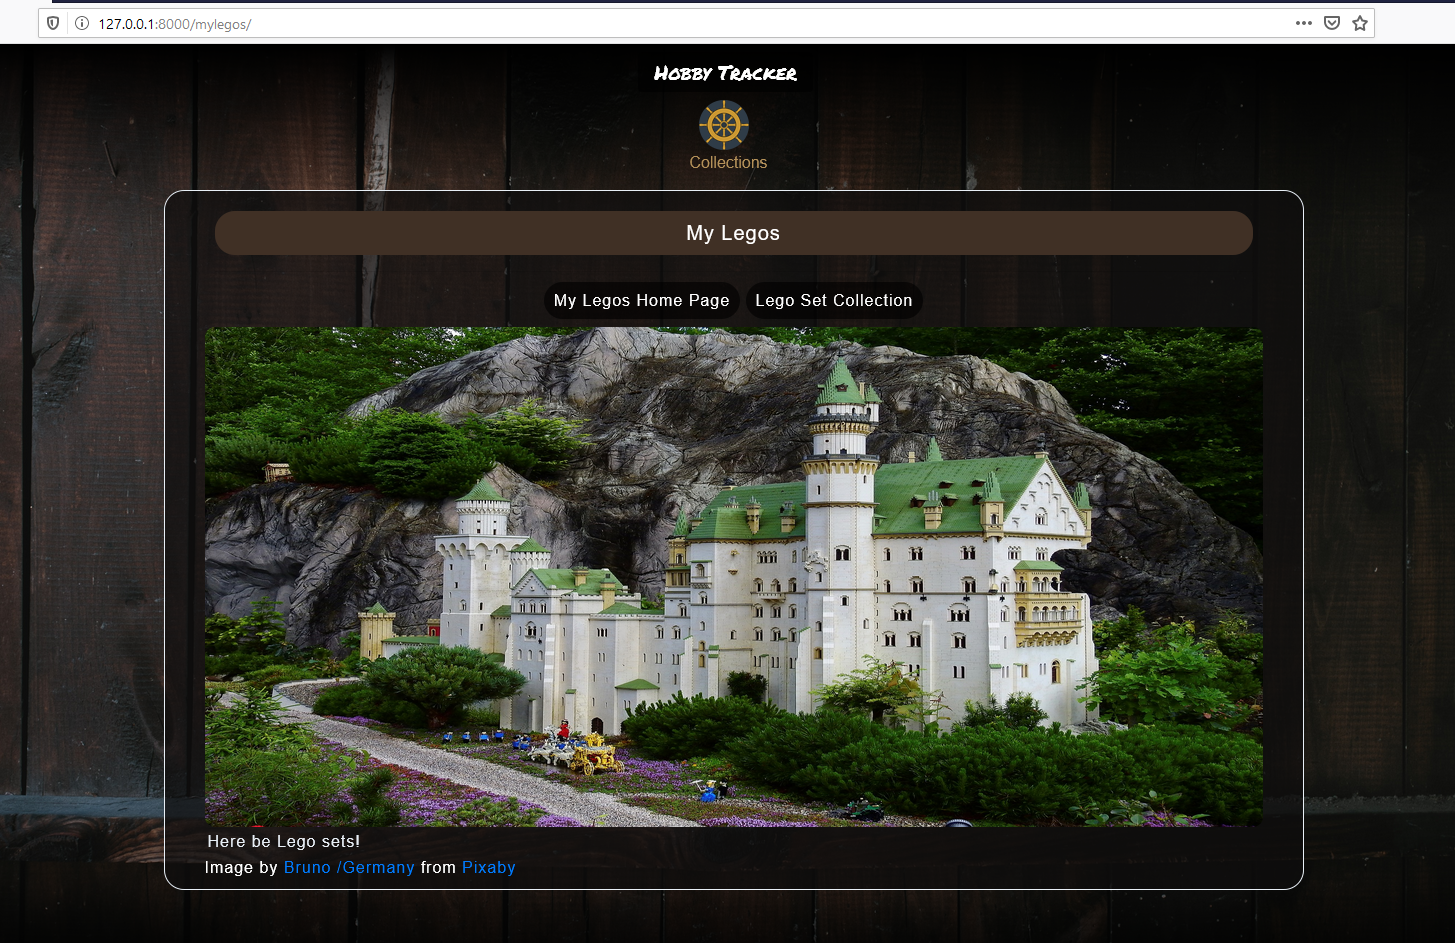 127.0.0.1:8000/mylegos/
Hobby Tracker
Collections
My Legos
My Legos Home Page
Lego Set Collection
Here be Lego sets!
Image by Bruno /Germany from Pixaby